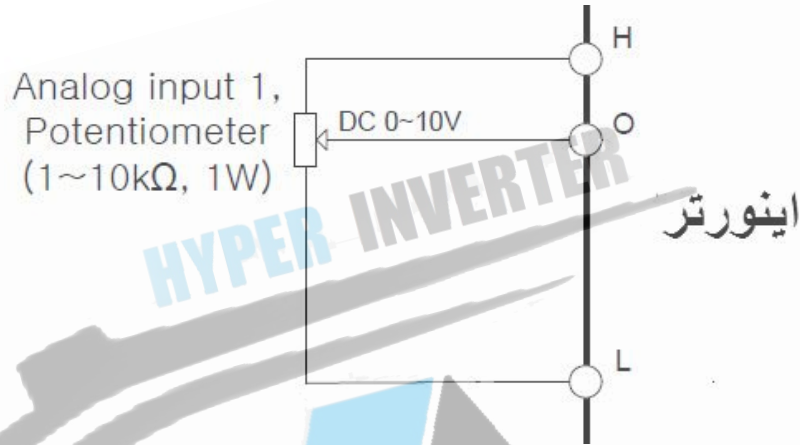 H
Analog input 1,
Potentiometer
(1~10kΩ, 1W)
DC 0~10V
O
HYPER INVERTER
اینورتر
L